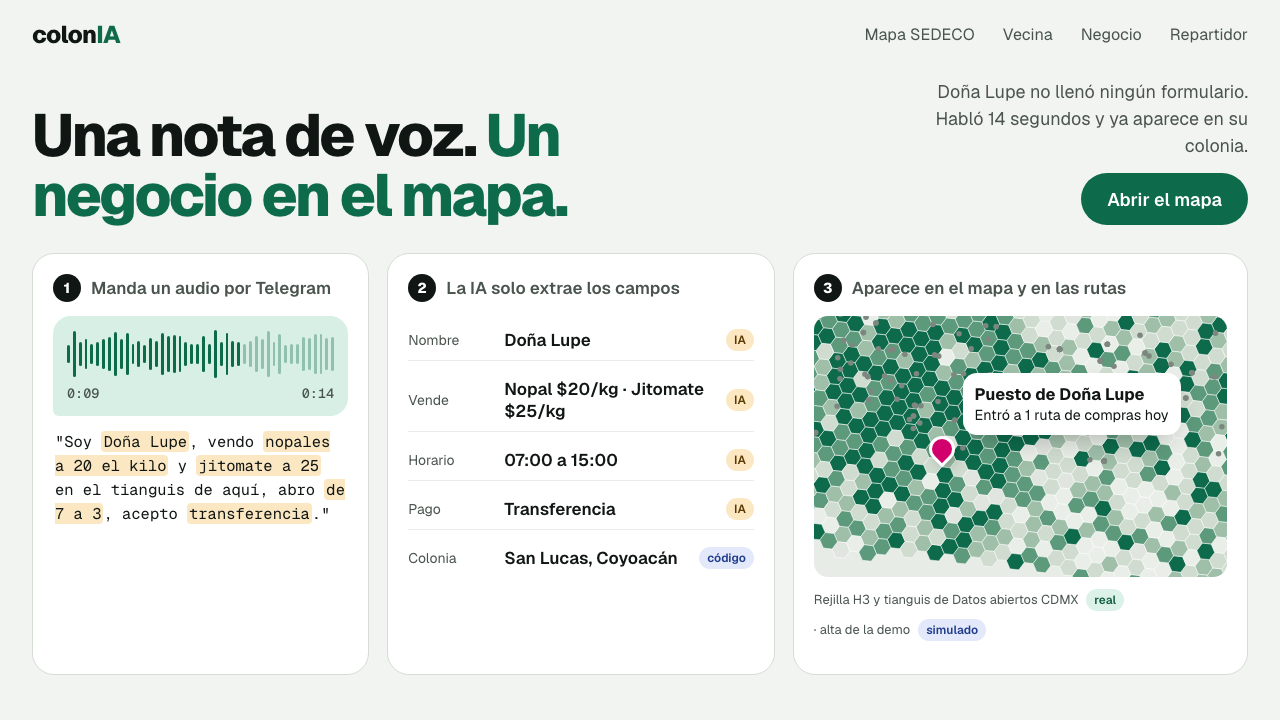 colonIA
Mapa SEDECO
Vecina
Negocio
Repartidor
Una nota de voz. Un
negocio en el mapa.
Doña Lupe no llenó ningún formulario.
Habló 14 segundos y ya aparece en su
colonia.
Abrir el mapa
1 Manda un audio por Telegram
0:09
0:14
"Soy Doña Lupe, vendo nopales
a 20 el kilo y jitomate a 25
en el tianguis de aquí, abro de
7 a 3, acepto transferencia."
2 La IA solo extrae los campos
Nombre Doña Lupe IA
Vende Nopal $20/kg · Jitomate
$25/kg IA
Horario 07:00 a 15:00 IA
Pago Transferencia IA
Colonia San Lucas, Coyoacán código
3 Aparece en el mapa y en las rutas
Puesto de Doña Lupe
Entró a 1 ruta de compras hoy
Rejilla H3 y tianguis de Datos abiertos CDMX real
· alta de la demo simulado